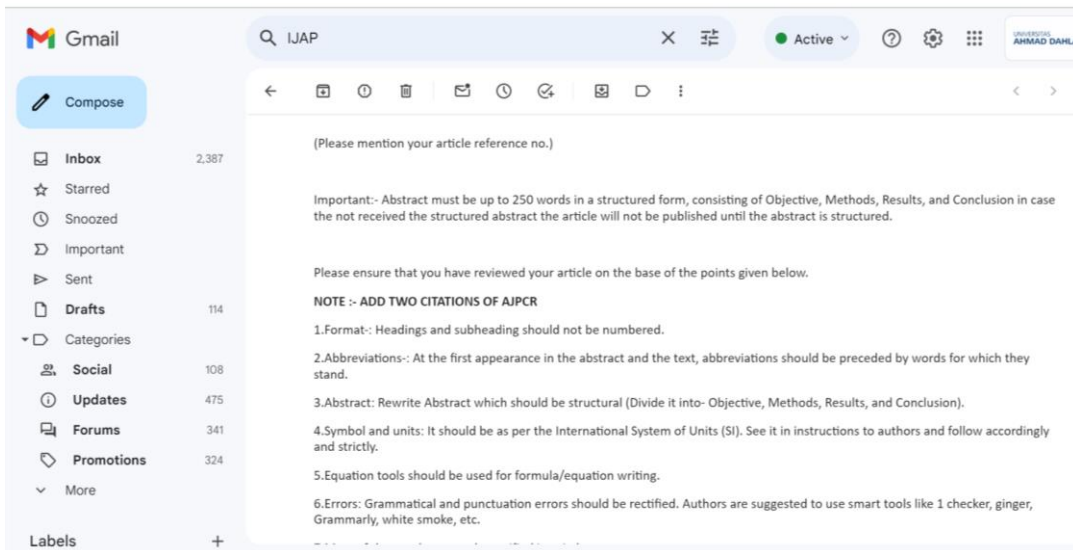 Gmail
IJAP
Active
UNIVERSITAS
AHMAD DAHL
Compose
Inbox 2,387
Starred
Snoozed
Important
Sent
Drafts 114
Categories
Social 108
Updates 475
Forums 341
Promotions 324
More
Labels +
(Please mention your article reference no.)
Important:- Abstract must be up to 250 words in a structured form, consisting of Objective, Methods, Results, and Conclusion in case
the not received the structured abstract the article will not be published until the abstract is structured.
Please ensure that you have reviewed your article on the base of the points given below.
NOTE :- ADD TWO CITATIONS OF AJPCR
1.Format-: Headings and subheading should not be numbered.
2.Abbreviations-: At the first appearance in the abstract and the text, abbreviations should be preceded by words for which they
stand.
3.Abstract: Rewrite Abstract which should be structural (Divide it into- Objective, Methods, Results, and Conclusion).
4.Symbol and units: It should be as per the International System of Units (SI). See it in instructions to authors and follow accordingly
and strictly.
5.Equation tools should be used for formula/equation writing.
6.Errors: Grammatical and punctuation errors should be rectified. Authors are suggested to use smart tools like 1 checker, ginger,
Grammarly, white smoke, etc.